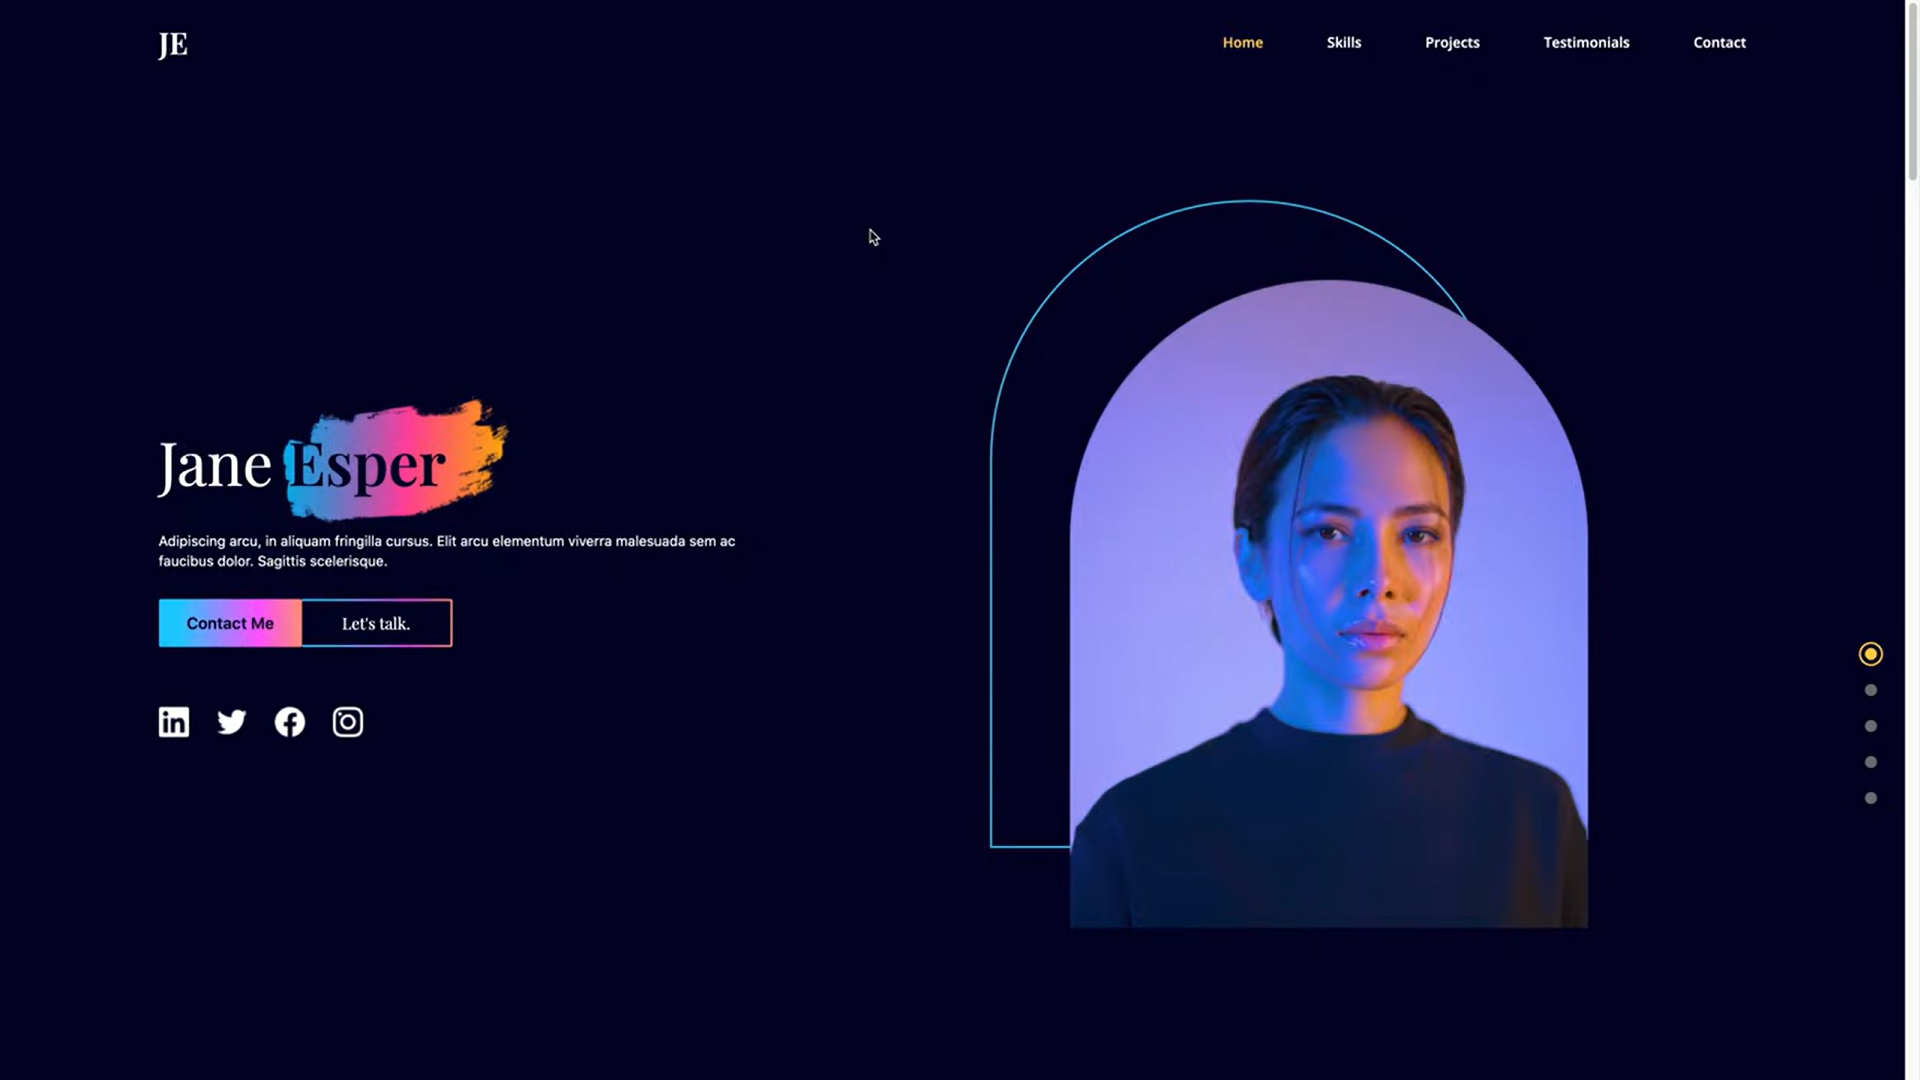 JE
Home Skills Projects Testimonials Contact
Jane Esper
Adipiscing arcu, in aliquam fringilla cursus. Elit arcu elementum viverra malesuada sem ac
faucibus dolor. Sagittis scelerisque.
Contact Me Let's talk.
in